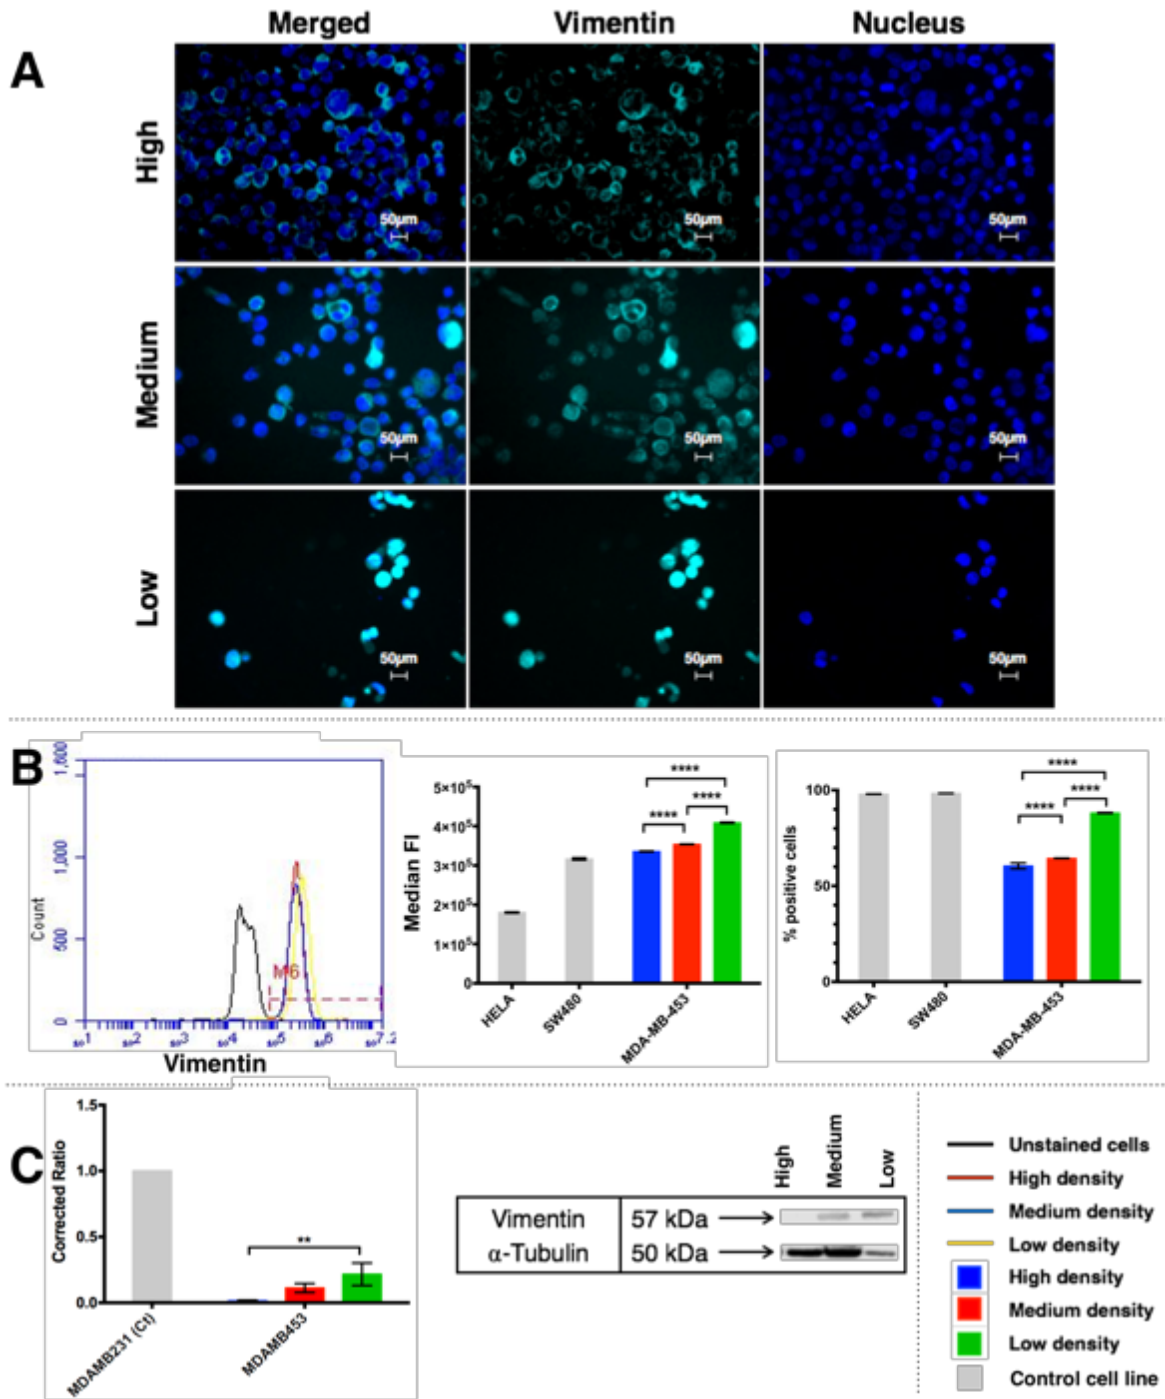 Merged Vimentin Nucleus
A
High
50µm 50µm 50µm
Medium
50µm 50µm 50µm
Low
50µm 50µm 50µm
B
1,600
1,000
500
0
Count
M6
Vimentin
Median FI
5×10⁵
4×10⁵
3×10⁵
2×10⁵
1×10⁵
0
**** **** ****
HELA SW480 MDA-MB-453
% positive cells
100
50
0
**** **** ****
HELA SW480 MDA-MB-453
C
Corrected Ratio
1.5
1.0
0.5
0.0
**
MDAMB231 (Ct) MDAMB453
High Medium Low
Vimentin 57 kDa
α-Tubulin 50 kDa
Unstained cells
High density
Medium density
Low density
High density
Medium density
Low density
Control cell line